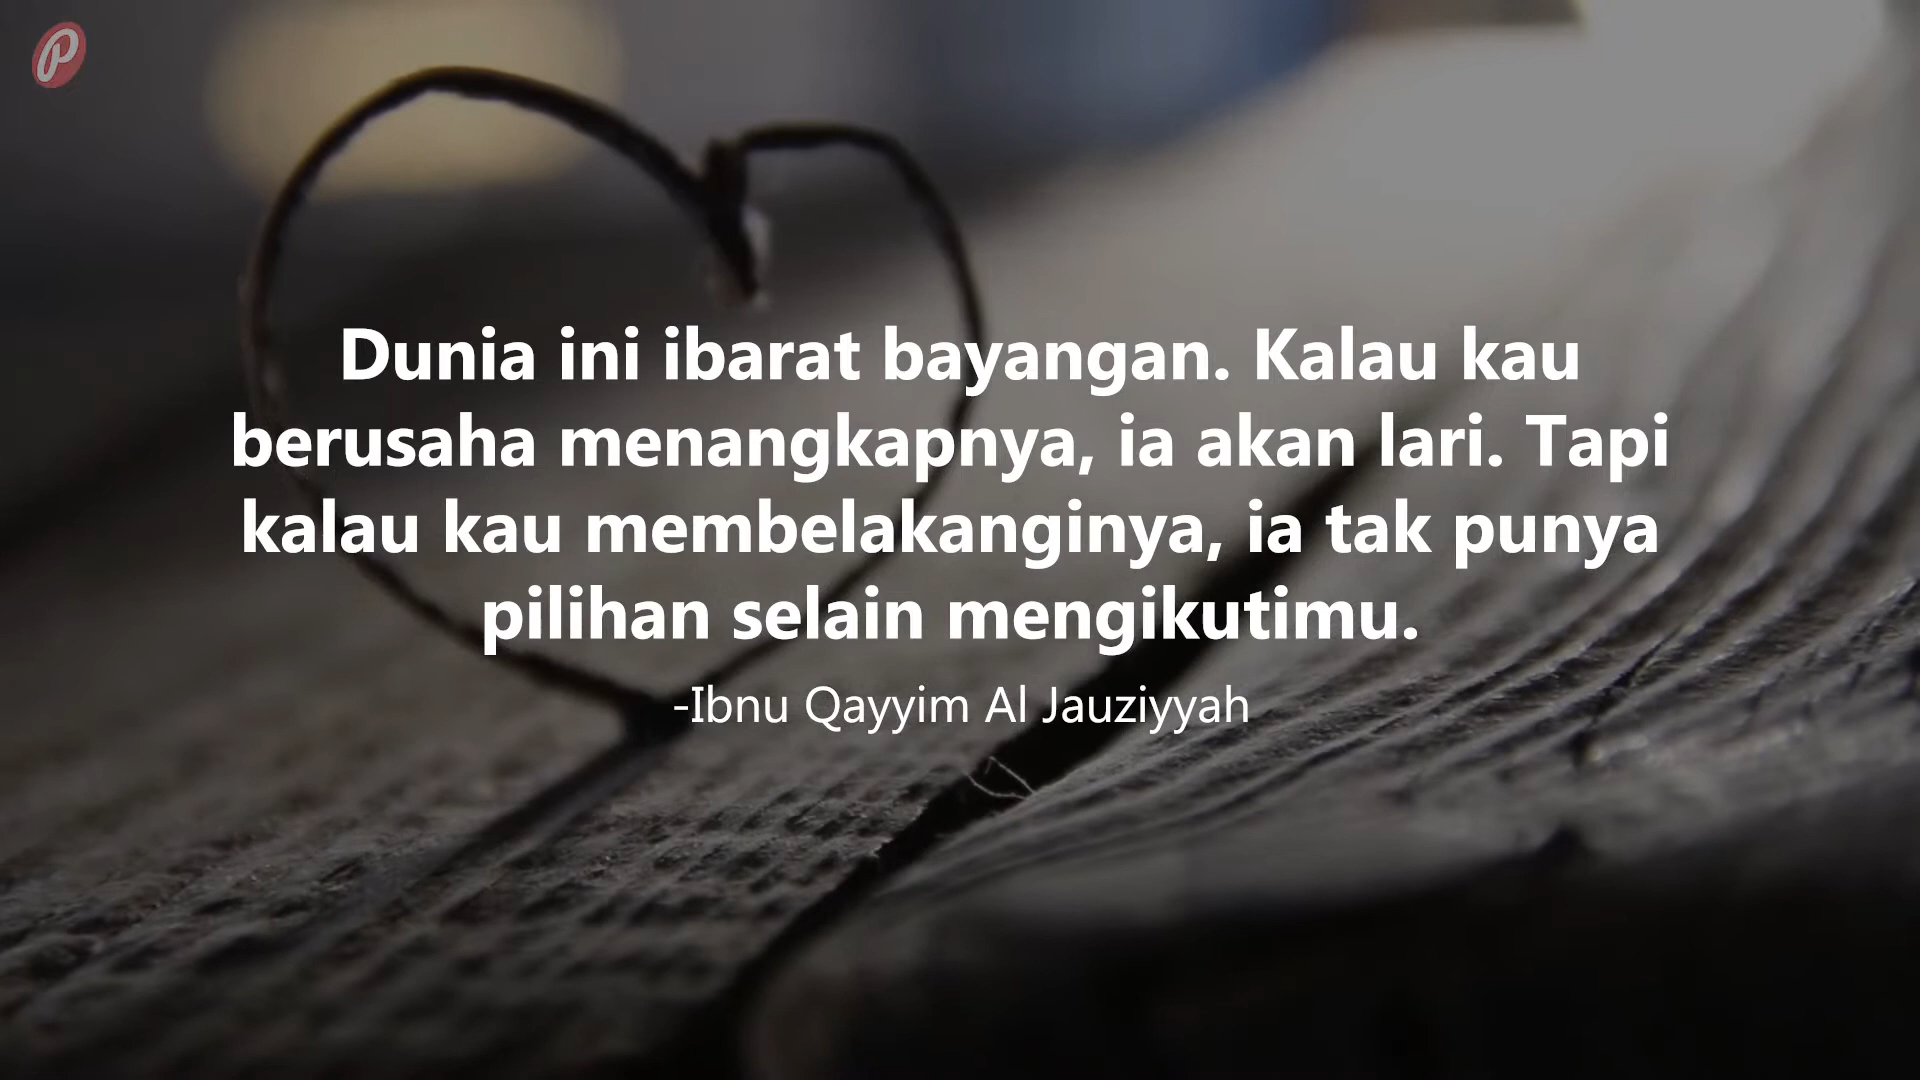 P
Dunia ini ibarat bayangan. Kalau kau
berusaha menangkapnya, ia akan lari. Tapi
kalau kau membelakanginya, ia tak punya
pilihan selain mengikutimu.
-Ibnu Qayyim Al Jauziyyah